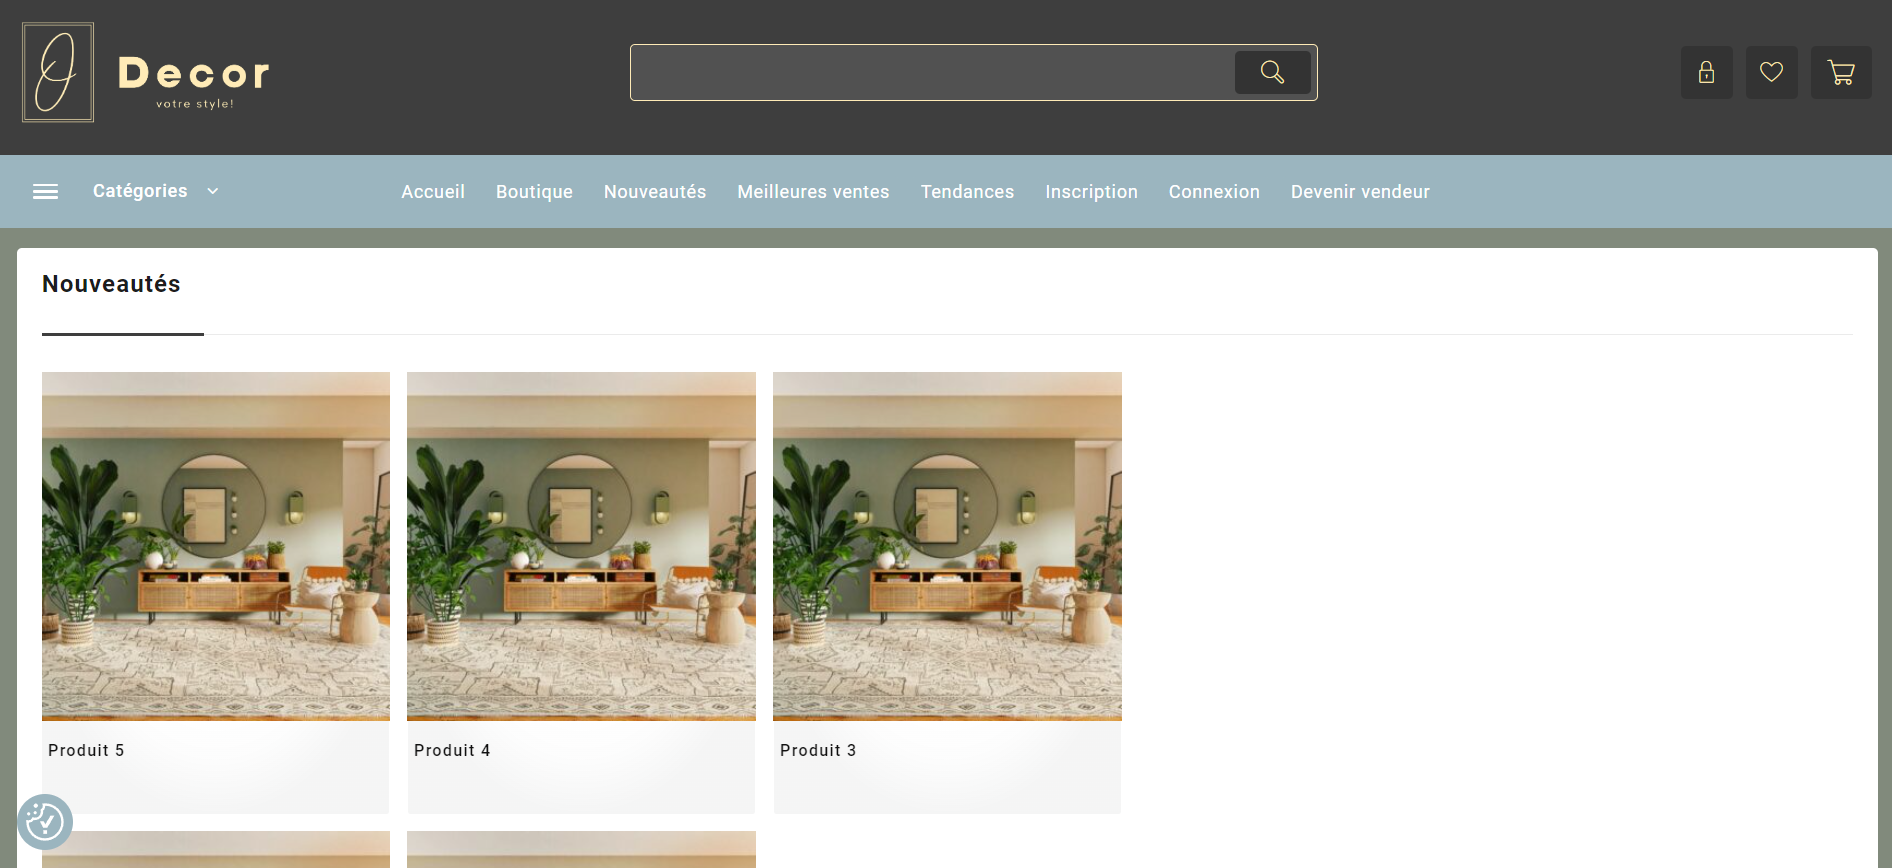 Decor
votre style!
Catégories
Accueil Boutique Nouveautés Meilleures ventes Tendances Inscription Connexion Devenir vendeur
Nouveautés
Produit 5 Produit 4 Produit 3